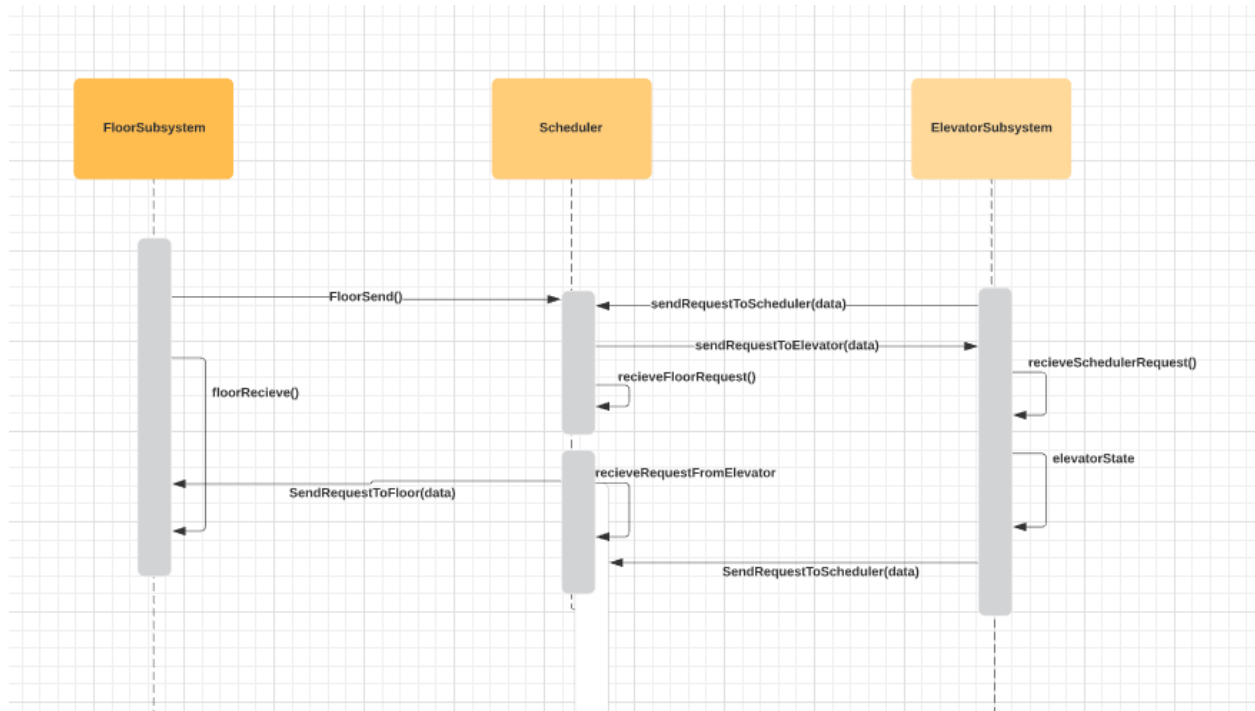 FloorSubsystem
Scheduler
ElevatorSubsystem
FloorSend()
sendRequestToScheduler(data)
sendRequestToElevator(data)
recieveSchedulerRequest()
recieveFloorRequest()
floorRecieve()
elevatorState
recieveRequestFromElevator
SendRequestToFloor(data)
SendRequestToScheduler(data)